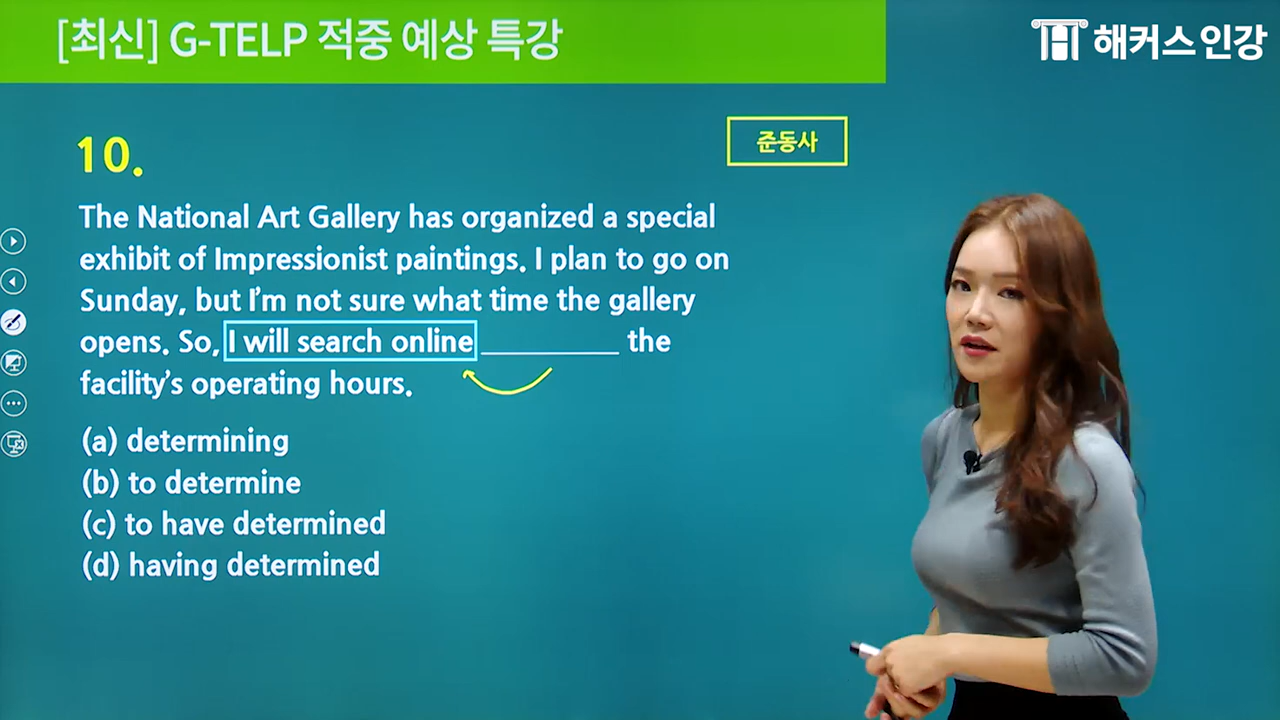 [최신] G-TELP 적중 예상 특강
해커스인강
10.
준동사
The National Art Gallery has organized a special
exhibit of Impressionist paintings. I plan to go on
Sunday, but I'm not sure what time the gallery
opens. So, I will search online __________ the
facility's operating hours.
(a) determining
(b) to determine
(c) to have determined
(d) having determined